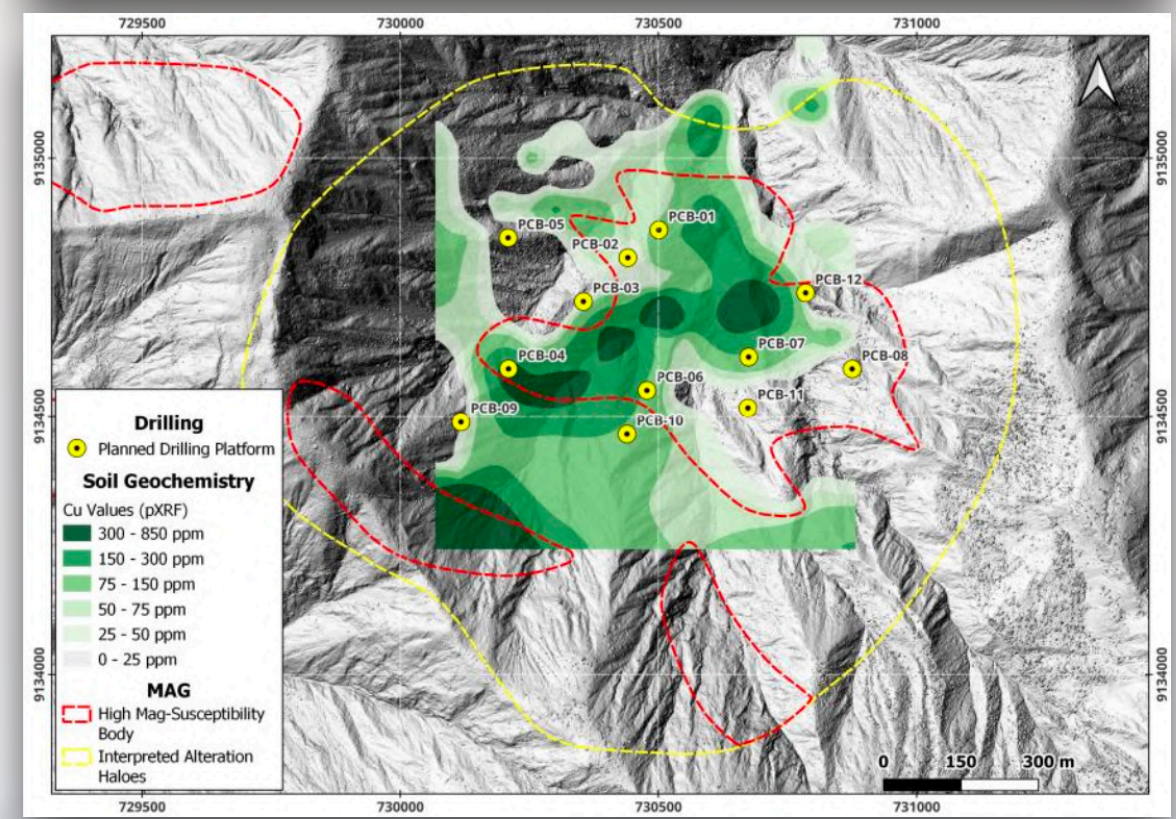 729500 730000 730500 731000
9135000 9135000
PCB-01
PCB-05
PCB-02
PCB-12
PCB-03
PCB-07
PCB-04
PCB-08
PCB-06
PCB-11
PCB-09
PCB-10
9134500
9134500
9134000
9134000
Drilling
Planned Drilling Platform
Soil Geochemistry
Cu Values (pXRF)
300 - 850 ppm
150 - 300 ppm
75 - 150 ppm
50 - 75 ppm
25 - 50 ppm
0 - 25 ppm
MAG
High Mag-Susceptibility
Body
Interpreted Alteration
Haloes
0 150 300 m
729500 730000 730500 731000